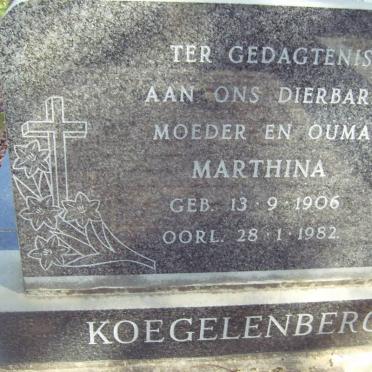 TER GEDAGTENIS
AAN ONS DIERBAR
MOEDER EN OUMA
MARTHINA
GEB. 13·9·1906
OORL. 28·1·1982.
KOEGELENBERG